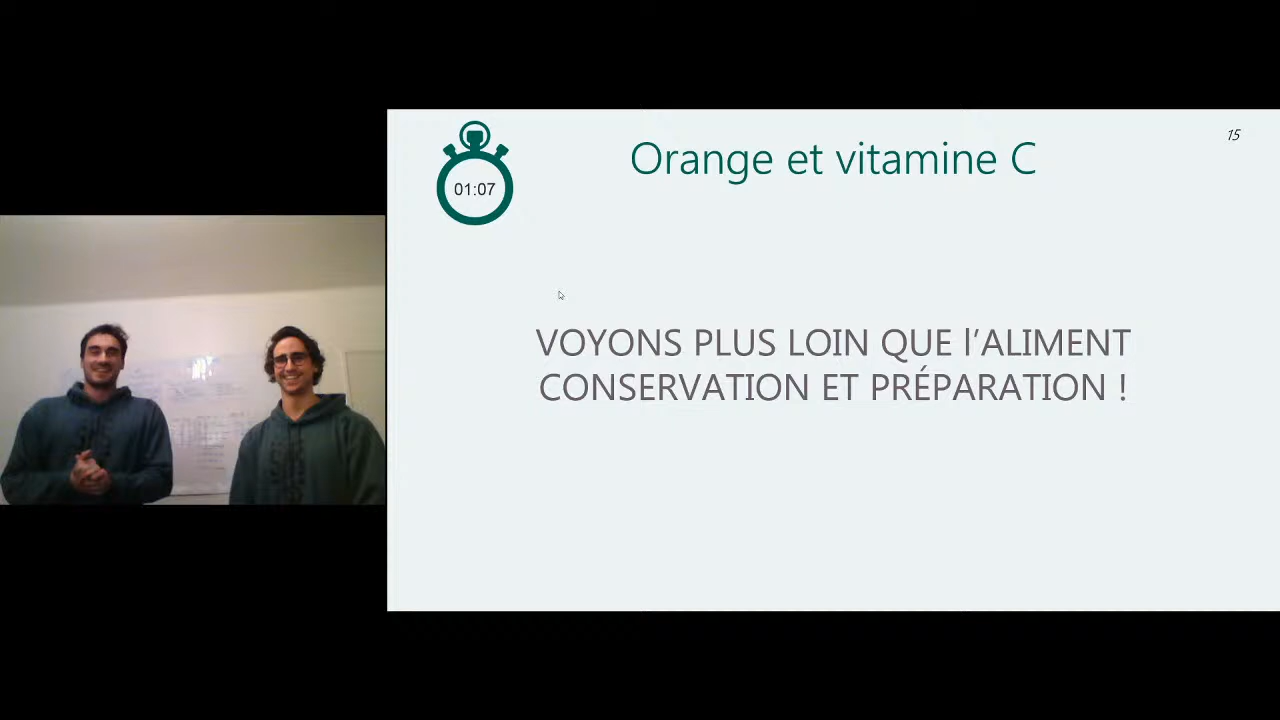 15
Orange et vitamine C
01:07
VOYONS PLUS LOIN QUE l’ALIMENT
CONSERVATION ET PRÉPARATION !